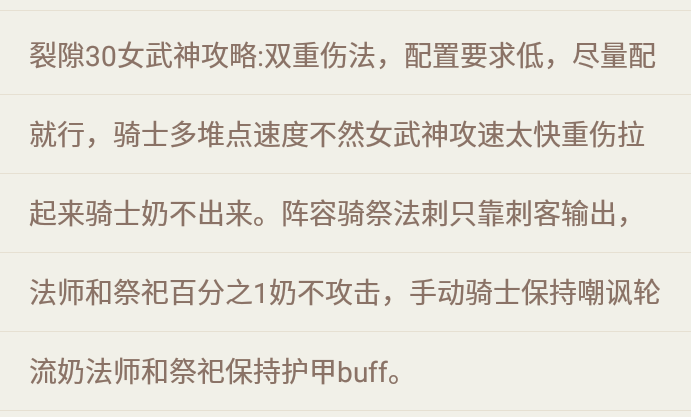 裂隙30女武神攻略:双重伤法，配置要求低，尽量配
就行，骑士多堆点速度不然女武神攻速太快重伤拉
起来骑士奶不出来。阵容骑祭法刺只靠刺客输出，
法师和祭祀百分之1奶不攻击，手动骑士保持嘲讽轮
流奶法师和祭祀保持护甲buff。